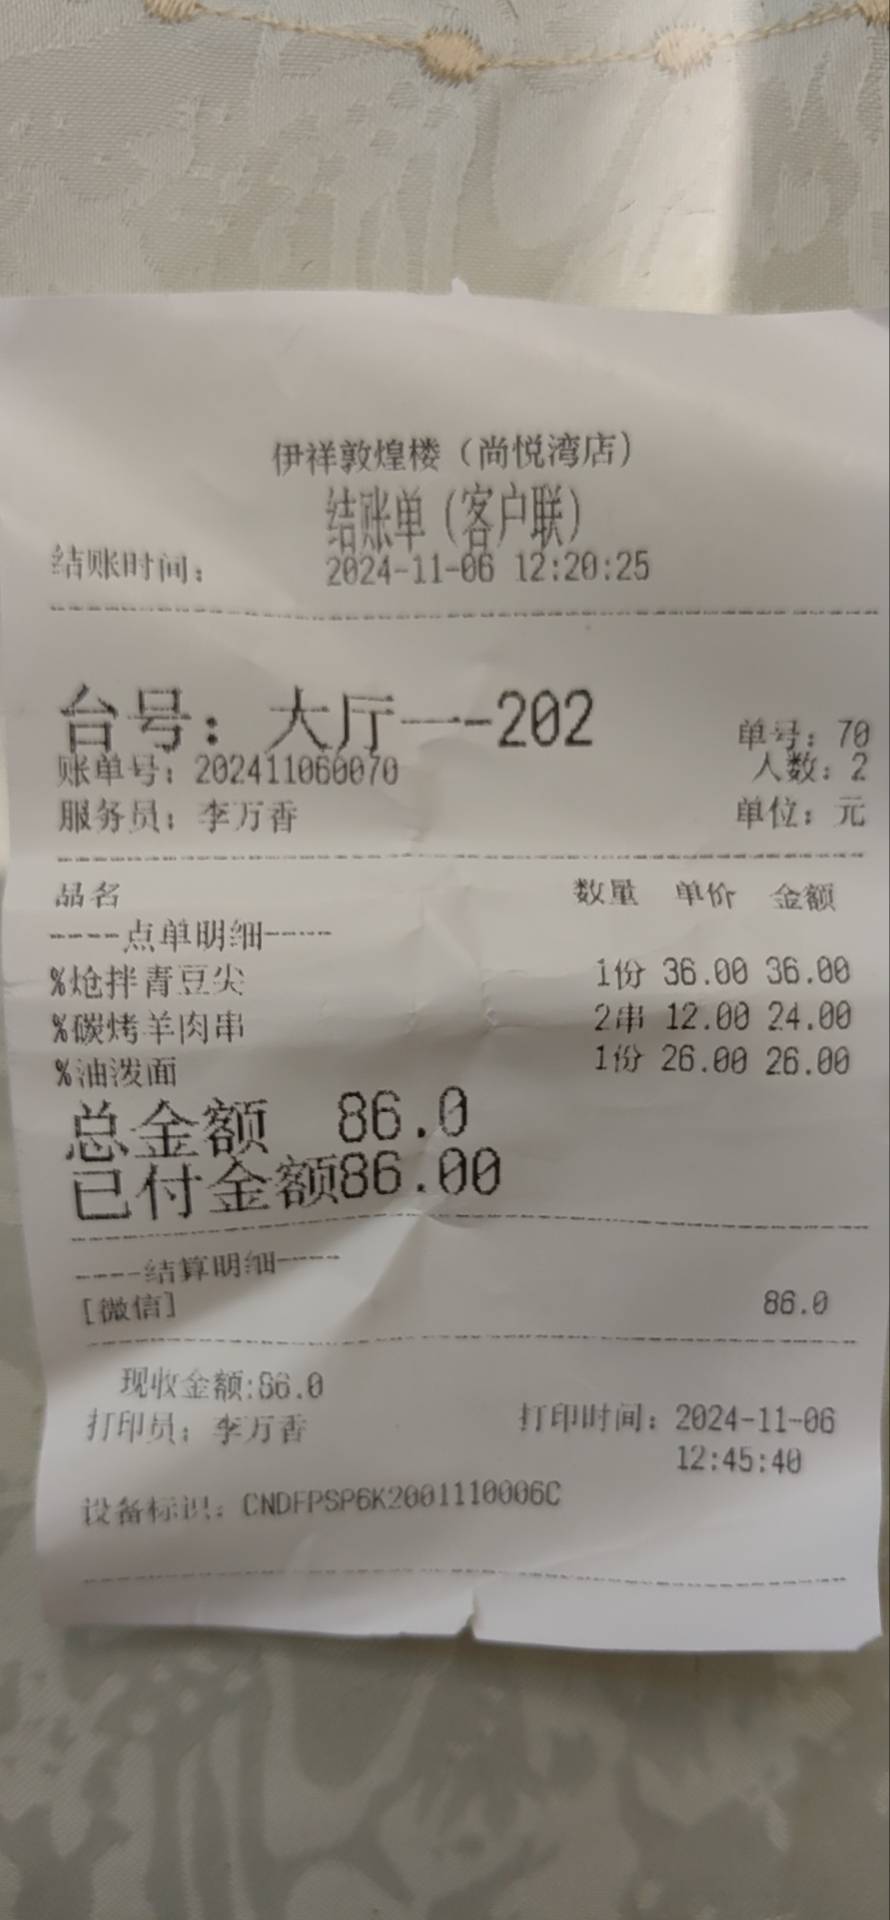 伊祥敦煌楼（尚悦湾店）
结账单（客户联）
结账时间： 2024-11-06 12:20:25
台号：大厅一-202
单号：70
账单号：202411060070 人数：2
服务员：李万香 单位：元
品名 数量 单价 金额
----点单明细----
%炝拌青豆尖 1份 36.00 36.00
%碳烤羊肉串 2串 12.00 24.00
%油泼面 1份 26.00 26.00
总金额 86.0
已付金额86.00
----结算明细----
[微信] 86.0
现收金额:86.0
打印员：李万香 打印时间：2024-11-06
12:45:40
设备标识：CNDFPSP6K2001110006C